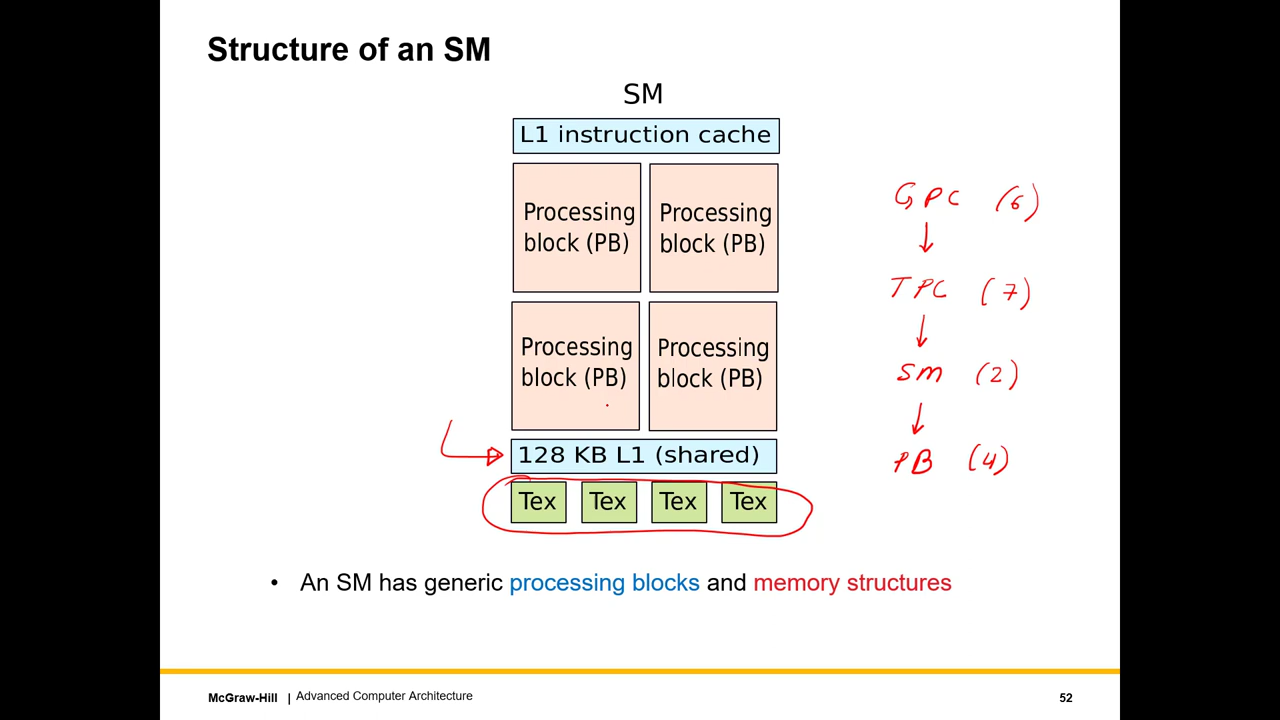 Structure of an SM
SM
L1 instruction cache
Processing block (PB)
Processing block (PB)
Processing block (PB)
Processing block (PB)
128 KB L1 (shared)
Tex Tex Tex Tex
GPC (6)
TPC (7)
SM (2)
PB (4)
• An SM has generic processing blocks and memory structures
McGraw-Hill | Advanced Computer Architecture
52